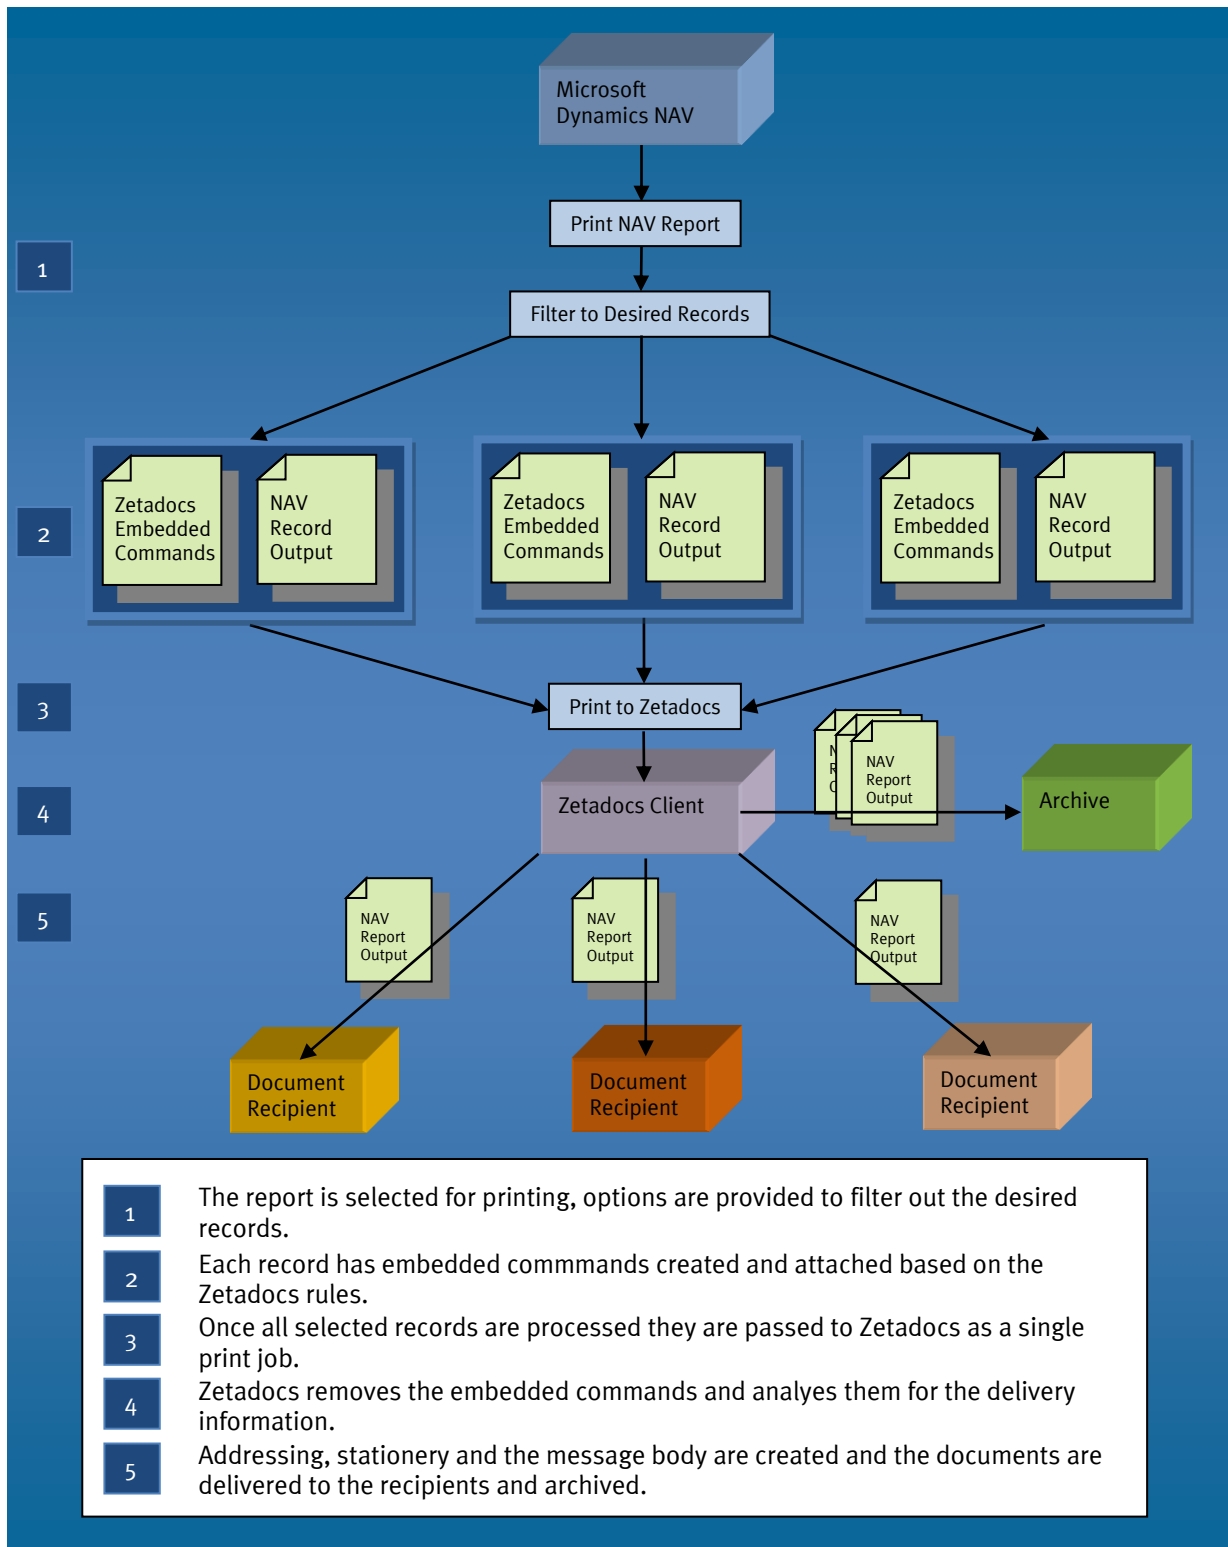 Microsoft
Dynamics NAV
Print NAV Report
1
Filter to Desired Records
Zetadocs
Embedded
Commands
NAV
Record
Output
Zetadocs
Embedded
Commands
NAV
Record
Output
Zetadocs
Embedded
Commands
NAV
Record
Output
2
3
Print to Zetadocs
4
Zetadocs Client
NAV
Report
Output
Archive
5
NAV
Report
Output
NAV
Report
Output
NAV
Report
Output
Document
Recipient
Document
Recipient
Document
Recipient
1
The report is selected for printing, options are provided to filter out the desired
records.
2
Each record has embedded commmands created and attached based on the
Zetadocs rules.
3
Once all selected records are processed they are passed to Zetadocs as a single
print job.
4
Zetadocs removes the embedded commands and analyes them for the delivery
information.
5
Addressing, stationery and the message body are created and the documents are
delivered to the recipients and archived.